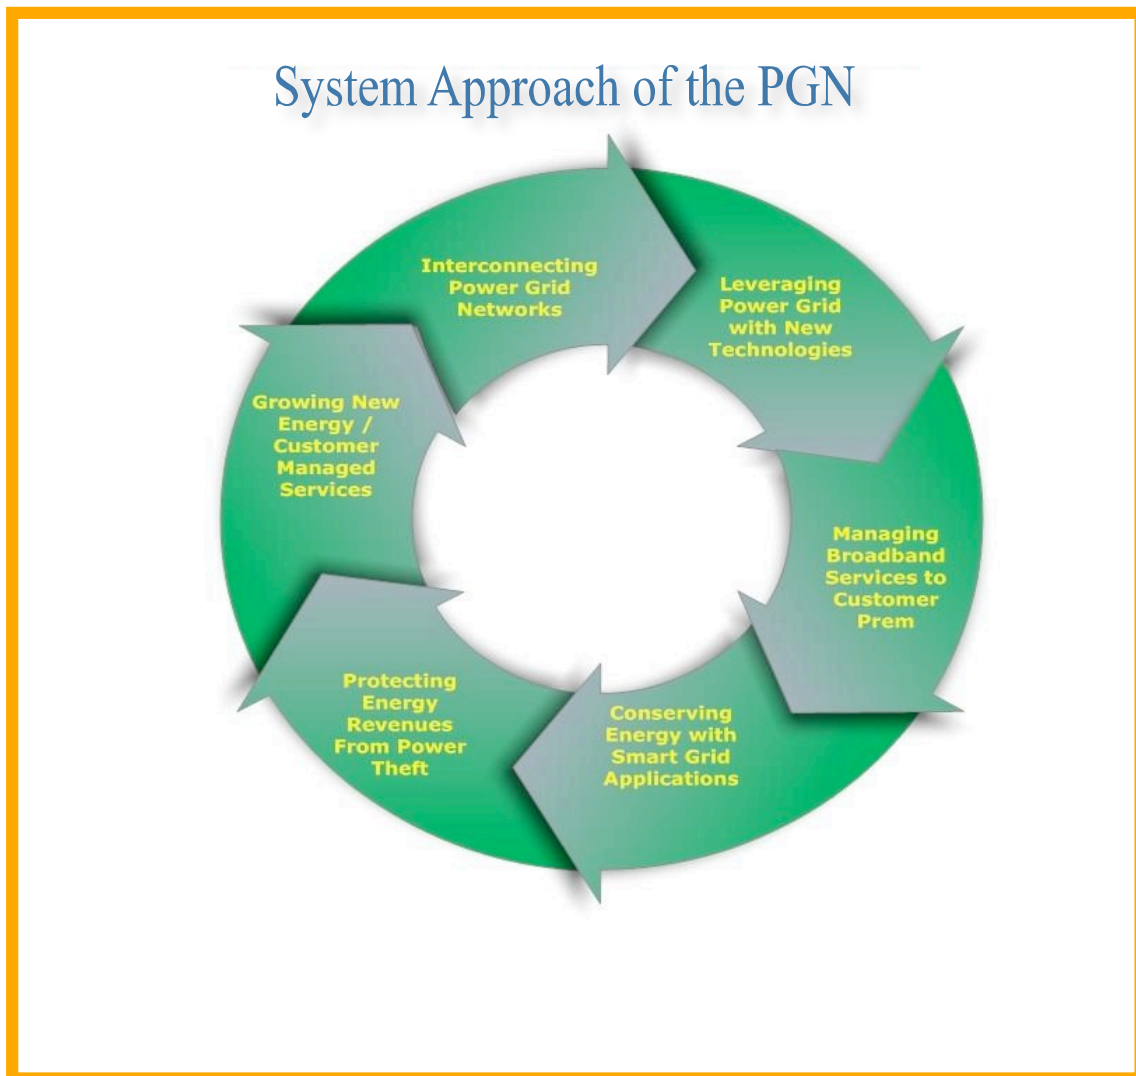 System Approach of the PGN
Interconnecting
Power Grid
Networks
Leveraging
Power Grid
with New
Technologies
Managing
Broadband
Services to
Customer
Prem
Conserving
Energy with
Smart Grid
Applications
Protecting
Energy
Revenues
From Power
Theft
Growing New
Energy /
Customer
Managed
Services